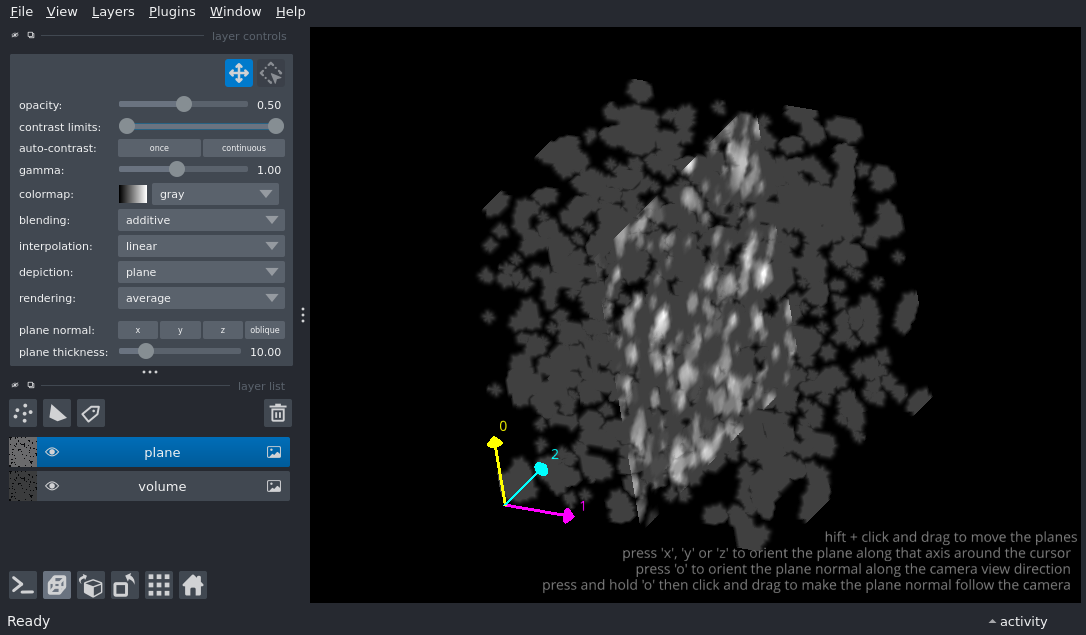 File View Layers Plugins Window Help
layer controls
opacity: 0.50
contrast limits:
auto-contrast: once continuous
gamma: 1.00
colormap: gray
blending: additive
interpolation: linear
depiction: plane
rendering: average
plane normal: x y z oblique
plane thickness: 10.00
layer list
plane
volume
0
2
1
hift + click and drag to move the planes
press 'x', 'y' or 'z' to orient the plane along that axis around the cursor
press 'o' to orient the plane normal along the camera view direction
press and hold 'o' then click and drag to make the plane normal follow the camera
Ready
activity